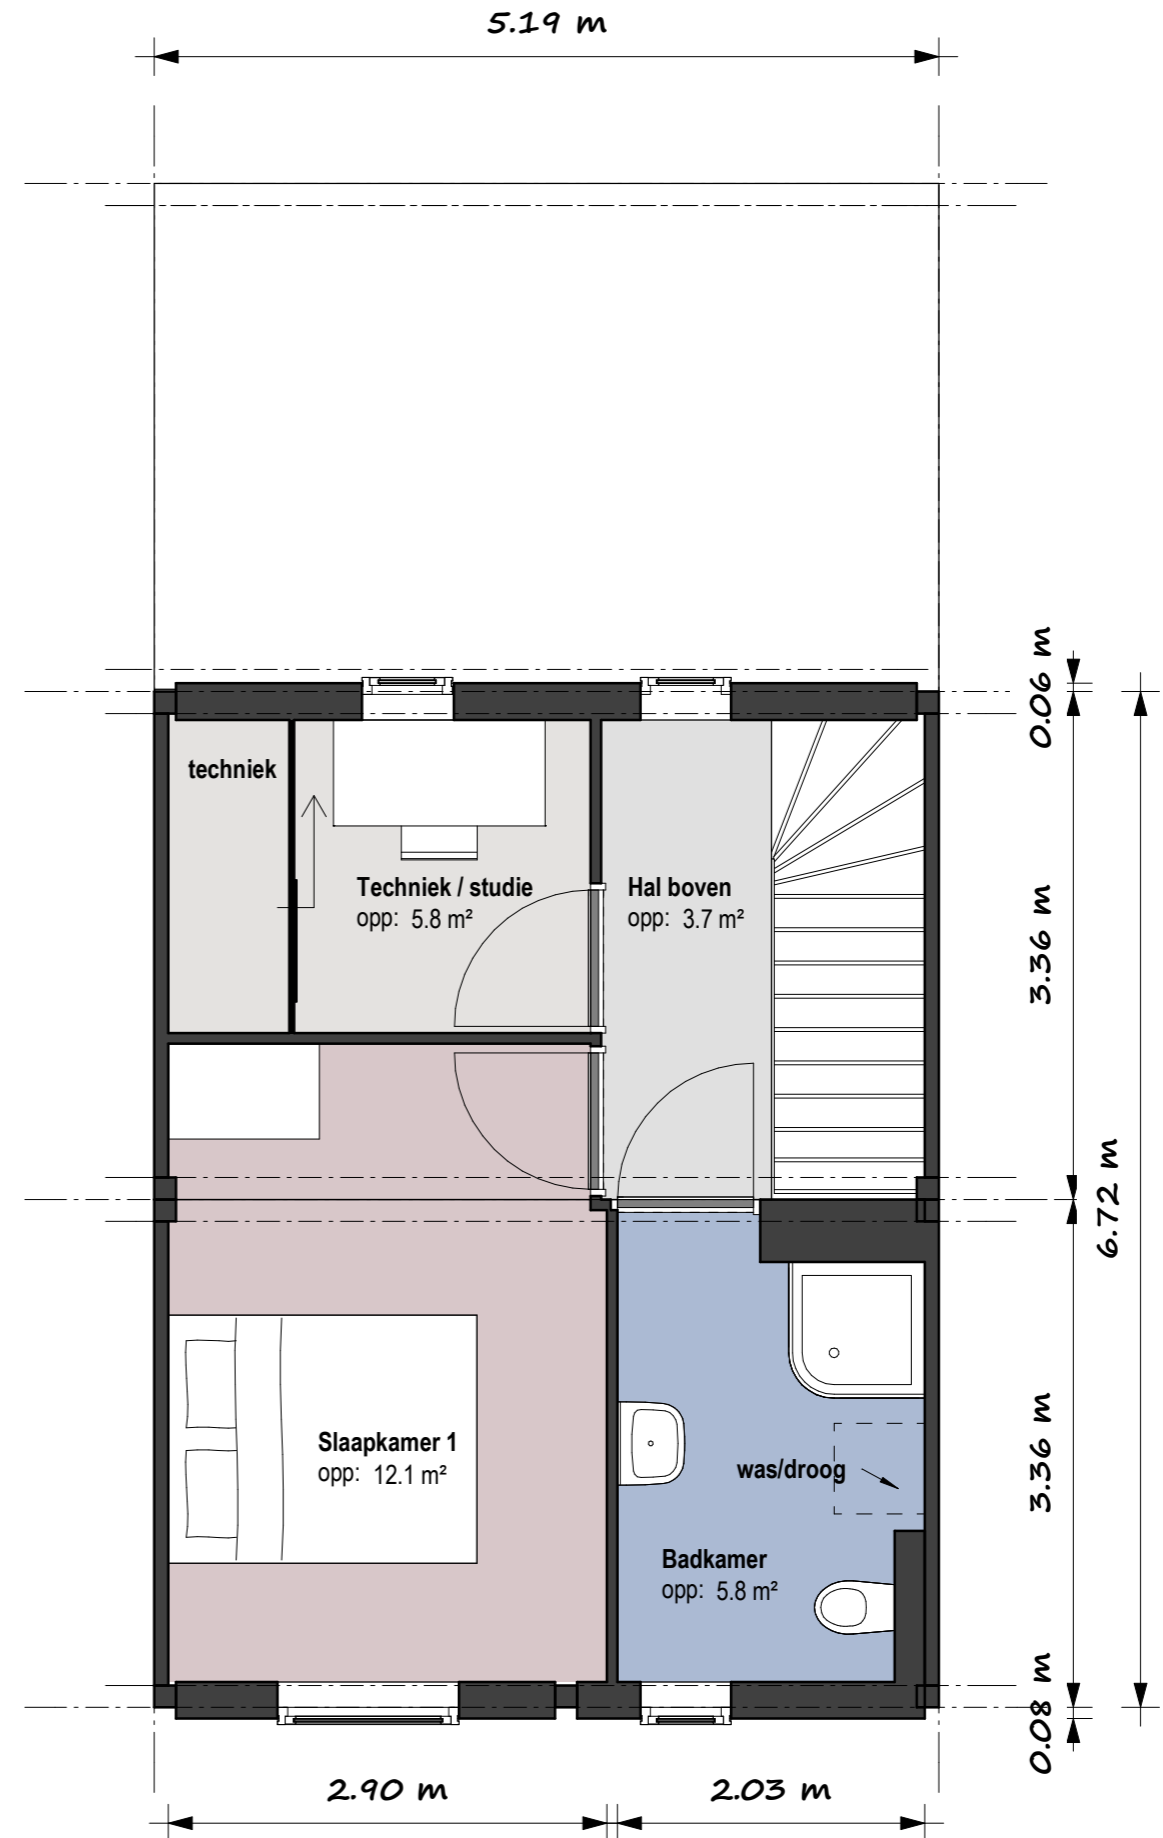 5.19 m
0.06 m
techniek
Techniek / studie
opp: 5.8 m²
Hal boven
opp: 3.7 m²
3.36 m
6.72 m
Slaapkamer 1
opp: 12.1 m²
was/droog
3.36 m
Badkamer
opp: 5.8 m²
0.08 m
2.90 m
2.03 m